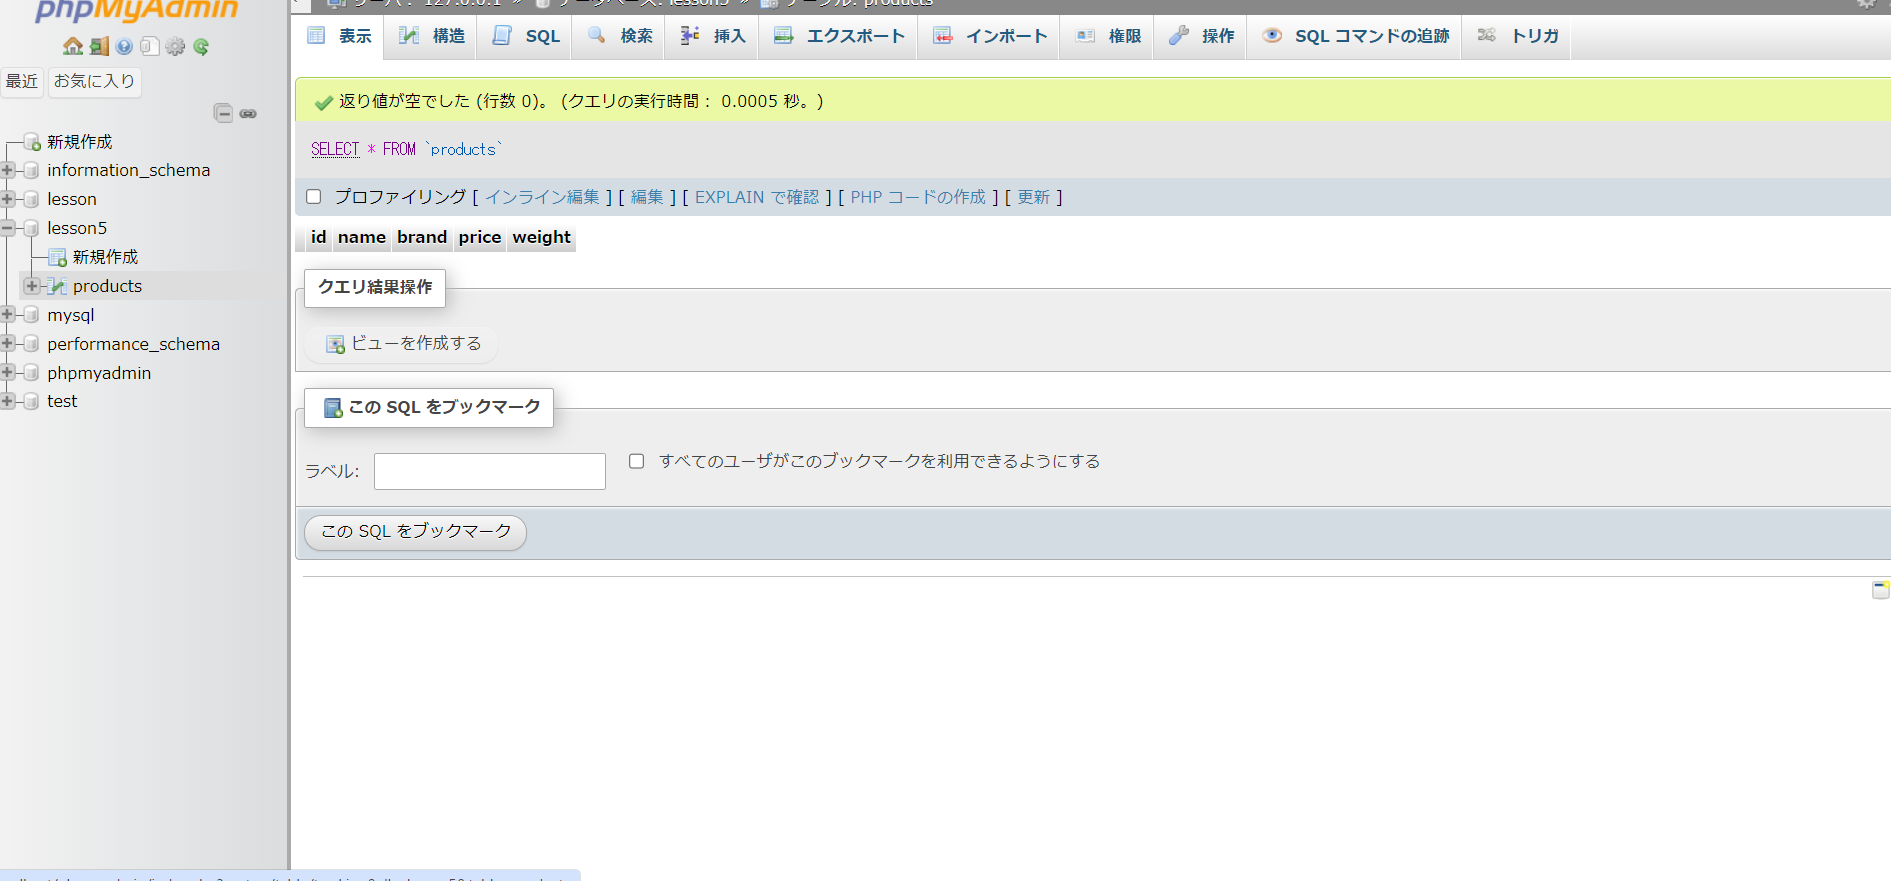 phpMyAdmin
最近 お気に入り
新規作成
information_schema
lesson
lesson5
新規作成
products
mysql
performance_schema
phpmyadmin
test
サーバ: 127.0.0.1 » データベース: lesson5 » テーブル: products
表示 構造 SQL 検索 挿入 エクスポート インポート 権限 操作 SQL コマンドの追跡 トリガ
返り値が空でした (行数 0)。 (クエリの実行時間： 0.0005 秒。)
SELECT * FROM `products`
プロファイリング [ インライン編集 ] [ 編集 ] [ EXPLAIN で確認 ] [ PHP コードの作成 ] [ 更新 ]
id name brand price weight
クエリ結果操作
ビューを作成する
この SQL をブックマーク
ラベル: すべてのユーザがこのブックマークを利用できるようにする
この SQL をブックマーク